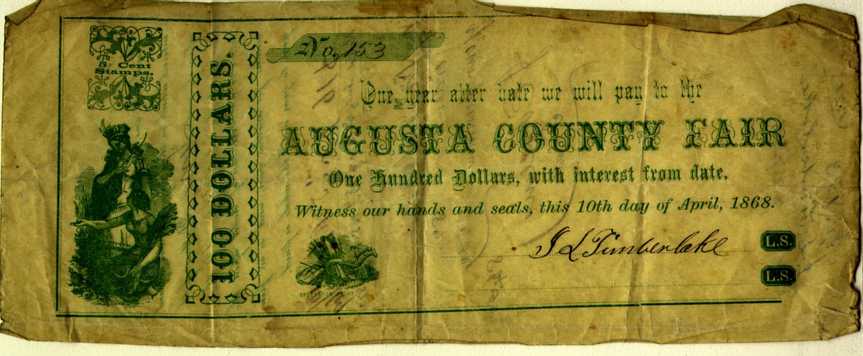 5 Cent
Stamps.
100 DOLLARS.
No. 153
One year after date we will pay to the
AUGUSTA COUNTY FAIR
One Hundred Dollars, with interest from date.
Witness our hands and seals, this 10th day of April, 1868.
J L Timberlake
L.S.
L.S.